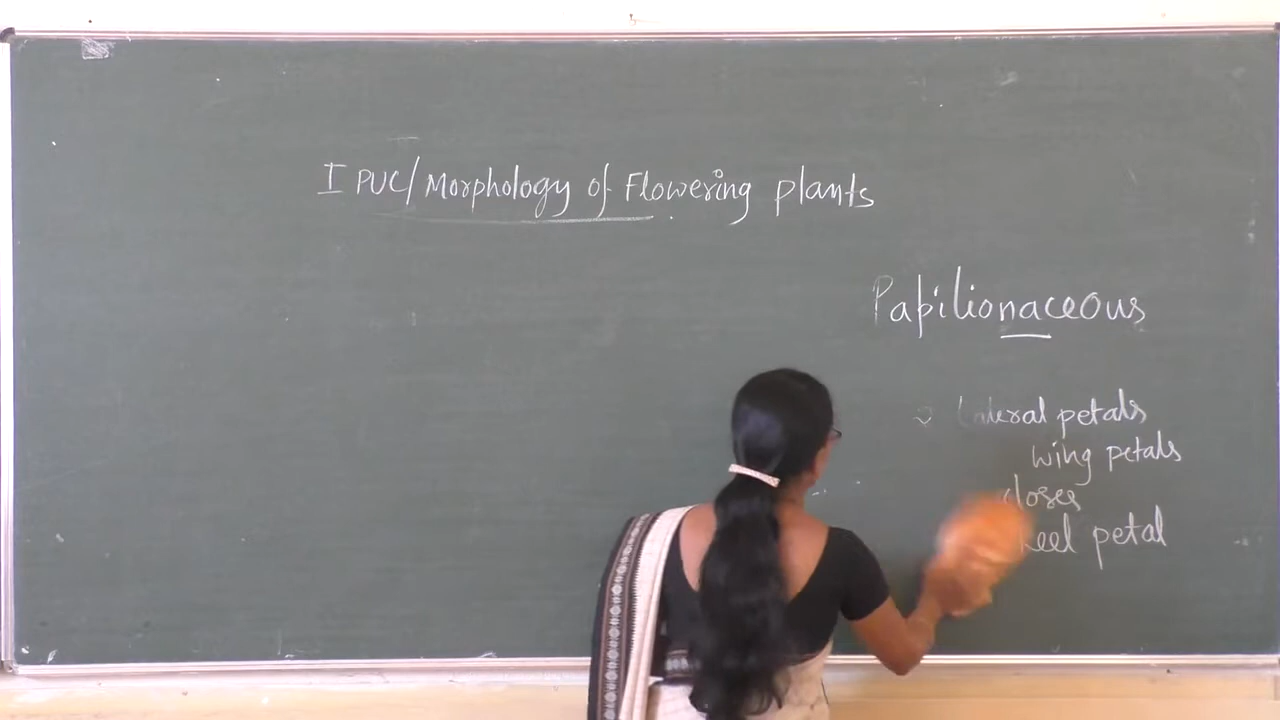 I PUC/Morphology of Flowering plants
Papilionaceous
lateral petals
wing petals
closes
keel petal